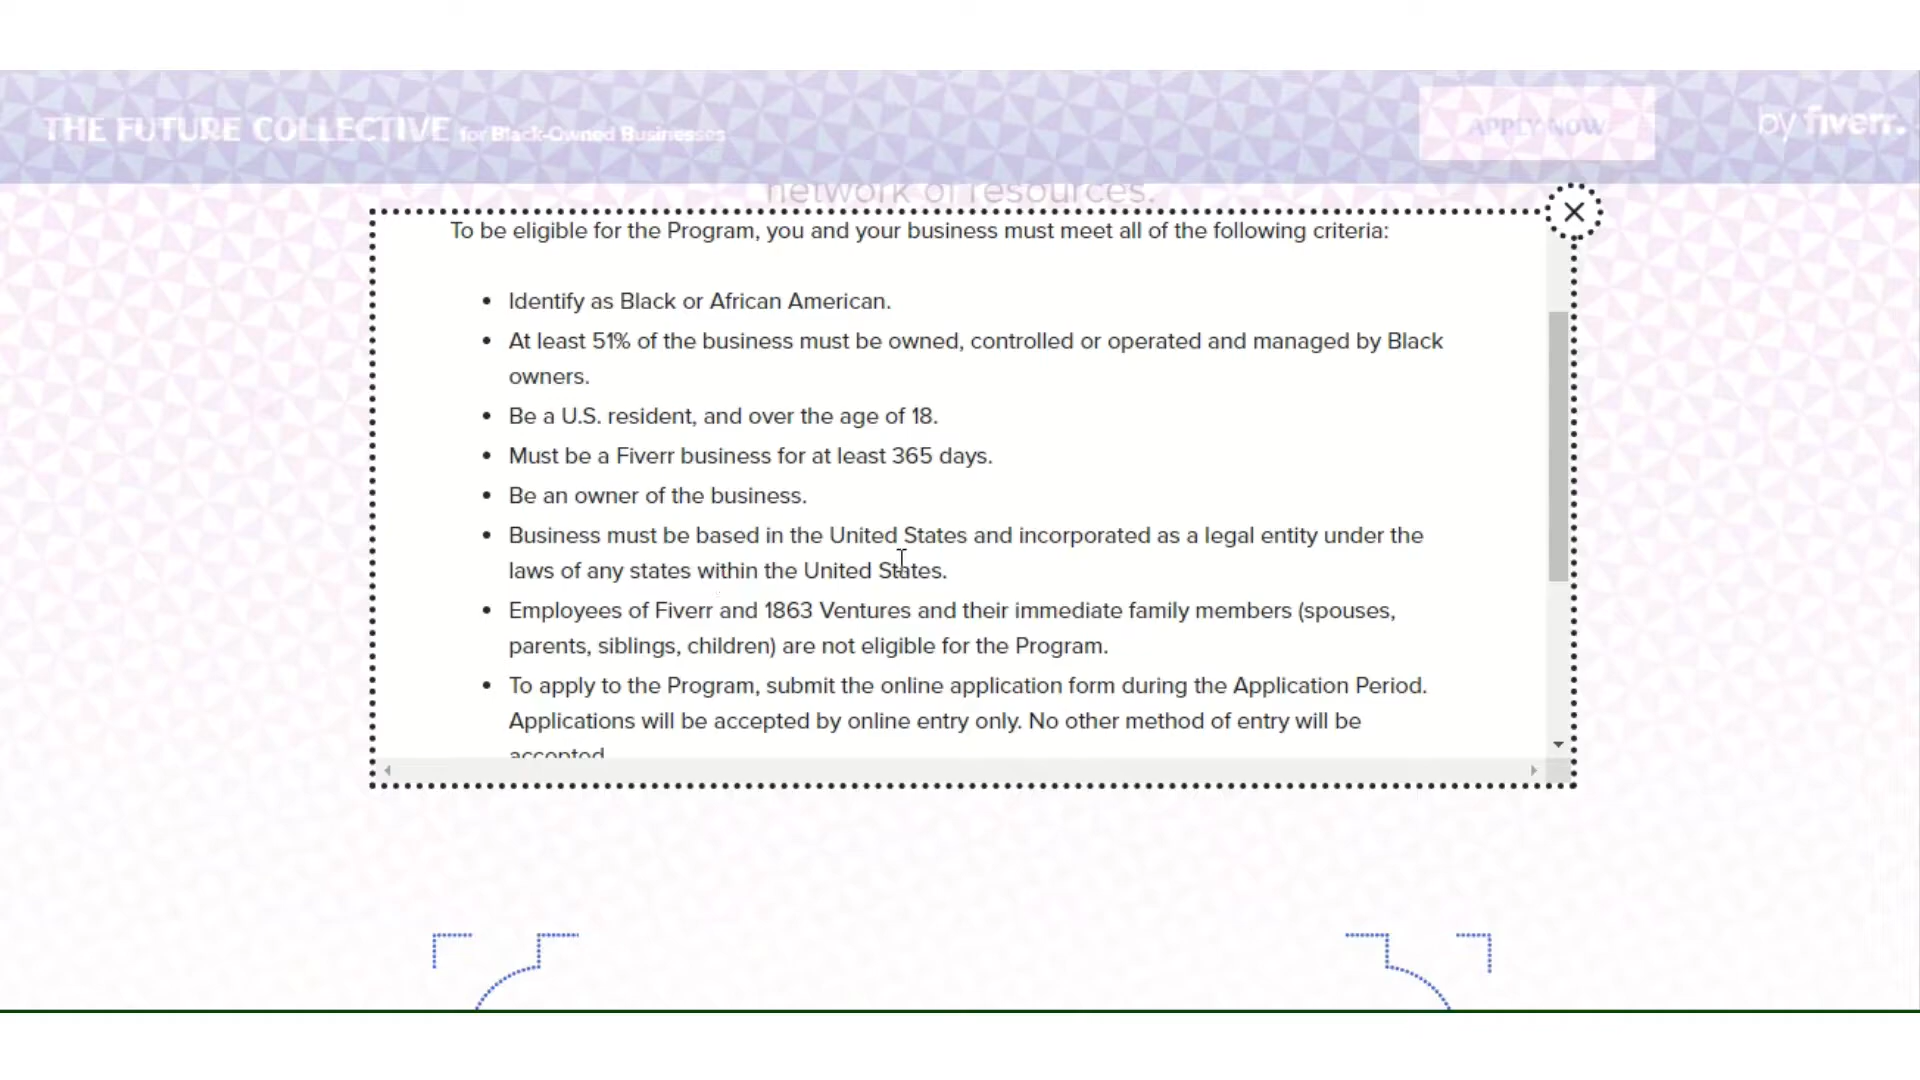 THE FUTURE COLLECTIVE for Black-Owned Businesses
APPLY NOW
by fiverr.
network of resources.
To be eligible for the Program, you and your business must meet all of the following criteria:
• Identify as Black or African American.
• At least 51% of the business must be owned, controlled or operated and managed by Black
owners.
• Be a U.S. resident, and over the age of 18.
• Must be a Fiverr business for at least 365 days.
• Be an owner of the business.
• Business must be based in the United States and incorporated as a legal entity under the
laws of any states within the United States.
• Employees of Fiverr and 1863 Ventures and their immediate family members (spouses,
parents, siblings, children) are not eligible for the Program.
• To apply to the Program, submit the online application form during the Application Period.
Applications will be accepted by online entry only. No other method of entry will be
accepted